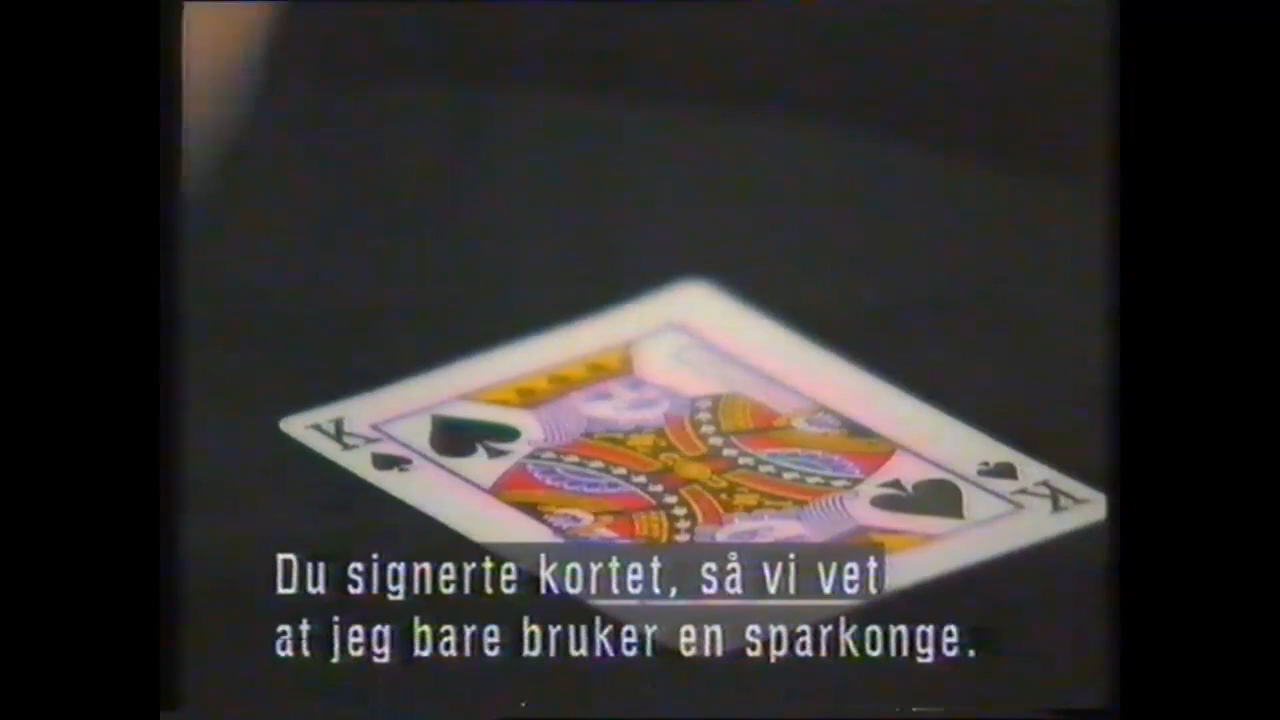 K
K
Du signerte kortet, så vi vet
at jeg bare bruker en sparkonge.